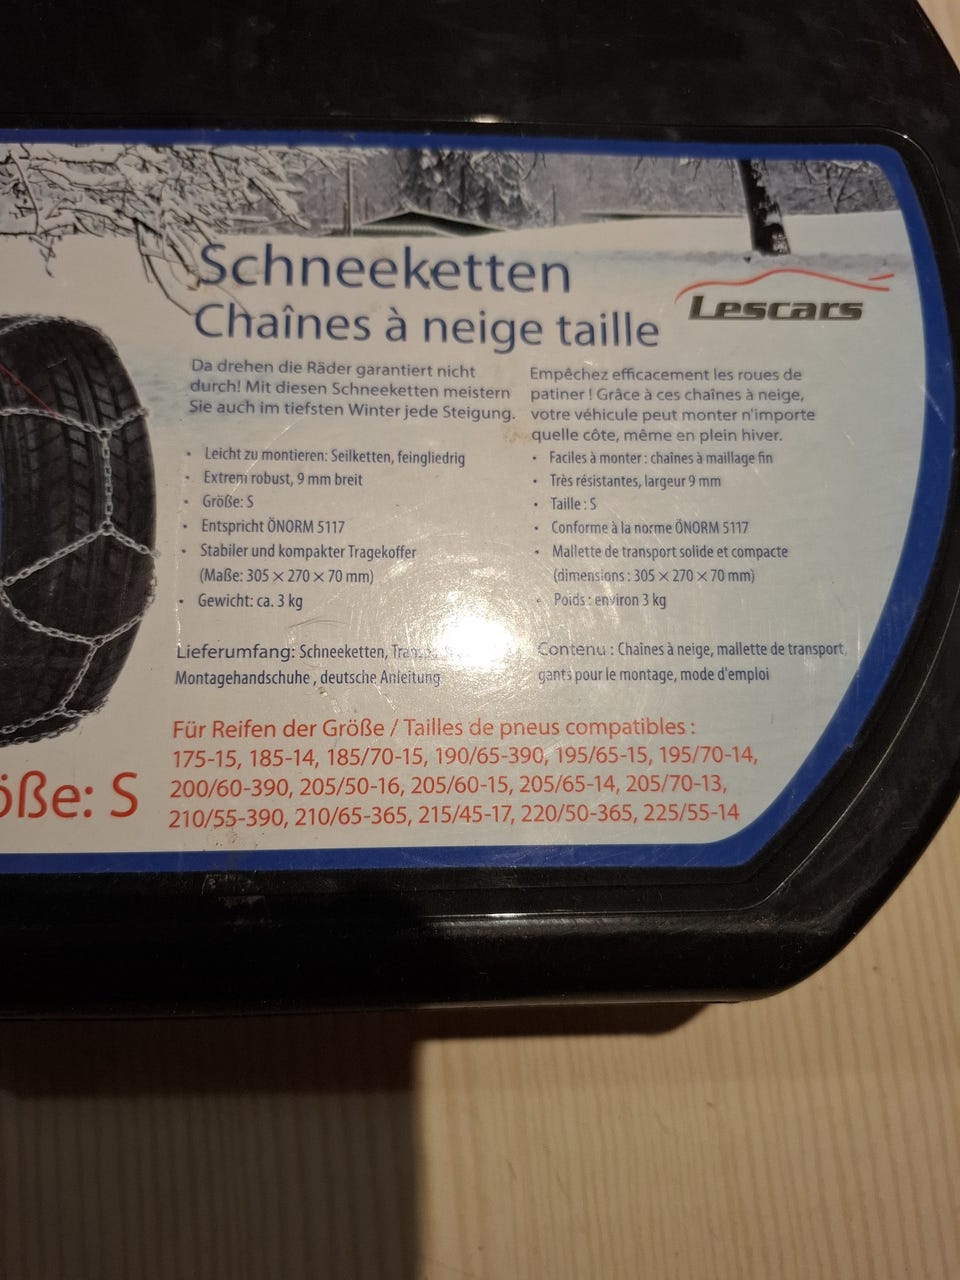 Schneeketten
Chaînes à neige taille
Lescars
Da drehen die Räder garantiert nicht
durch! Mit diesen Schneeketten meistern
Sie auch im tiefsten Winter jede Steigung.
• Leicht zu montieren: Seilketten, feingliedrig
• Extrem robust, 9 mm breit
• Größe: S
• Entspricht ÖNORM 5117
• Stabiler und kompakter Tragekoffer
(Maße: 305 × 270 × 70 mm)
• Gewicht: ca. 3 kg
Lieferumfang: Schneeketten,
Montagehandschuhe , deutsche Anleitung
Empêchez efficacement les roues de
patiner ! Grâce à ces chaînes à neige,
votre véhicule peut monter n'importe
quelle côte, même en plein hiver.
• Faciles à monter : chaînes à maillage fin
• Très résistantes, largeur 9 mm
• Taille : S
• Conforme à la norme ÖNORM 5117
• Mallette de transport solide et compacte
(dimensions : 305 × 270 × 70 mm)
• Poids : environ 3 kg
Contenu : Chaînes à neige, mallette de transport,
gants pour le montage, mode d'emploi
Für Reifen der Größe / Tailles de pneus compatibles :
175-15, 185-14, 185/70-15, 190/65-390, 195/65-15, 195/70-14,
200/60-390, 205/50-16, 205/60-15, 205/65-14, 205/70-13,
210/55-390, 210/65-365, 215/45-17, 220/50-365, 225/55-14
öße: S